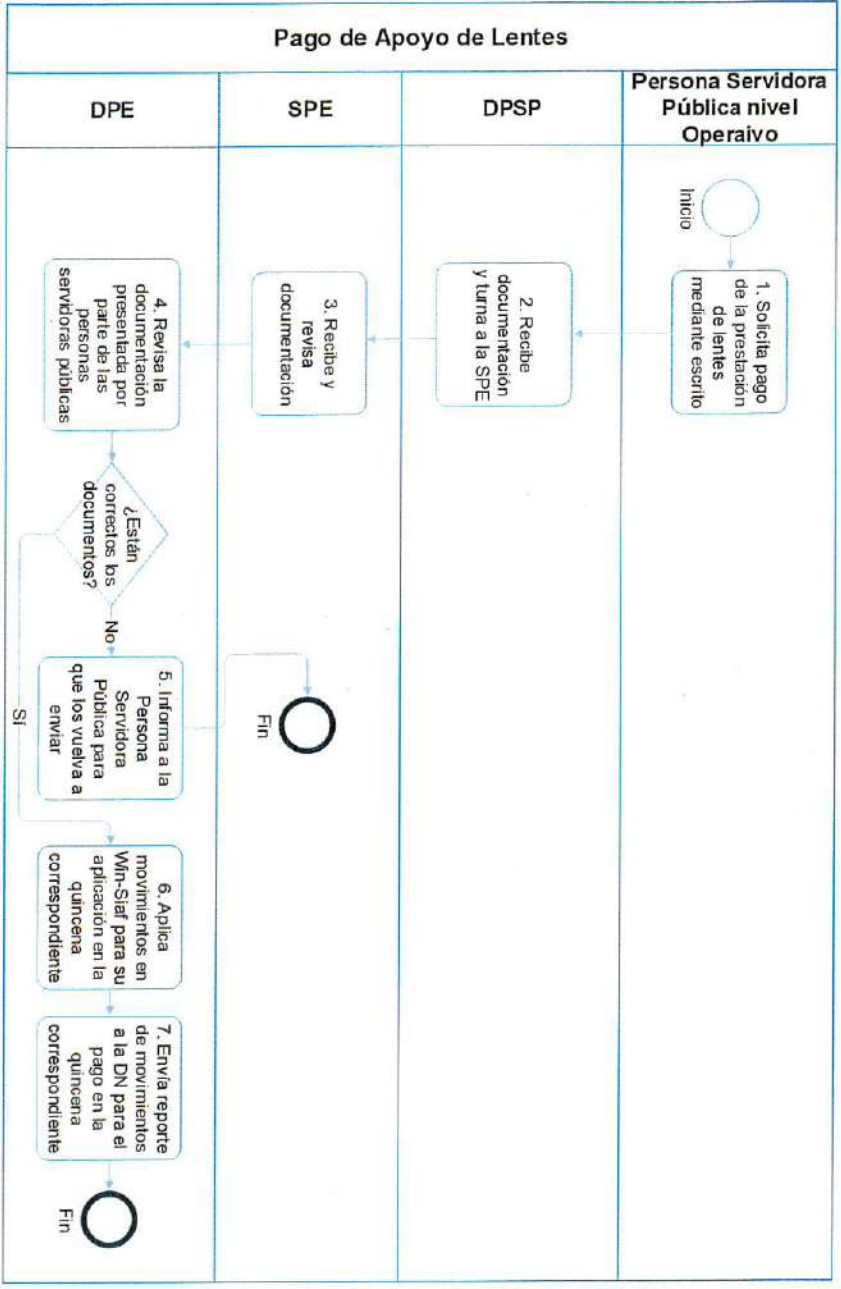 Pago de Apoyo de Lentes
Persona Servidora
Pública nivel
Operaivo
DPSP
SPE
DPE
Inicio
1. Solicita pago
de la prestación
de lentes
mediante escrito
2. Recibe
documentación
y turna a la SPE
3. Recibe y
revisa
documentación
4. Revisa la
documentación
presentada por
parte de las
personas
servidoras públicas
¿Están
correctos los
documentos?
No
5. Informa a la
Persona
Servidora
Pública para
que los vuelva a
enviar
Fin
Sí
6. Aplica
movimientos en
Win-Siaf para su
aplicación en la
quincena
correspondiente
7. Envía reporte
de movimientos
a la DN para el
pago en la
quincena
correspondiente
Fin